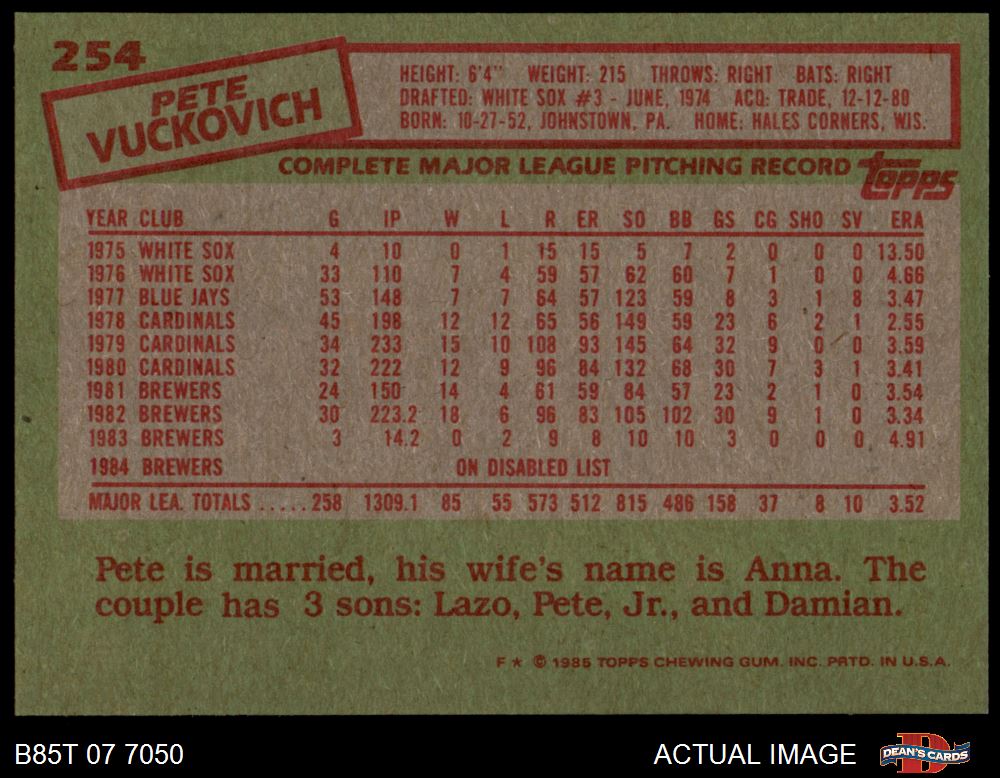 254
PETE
VUCKOVICH
HEIGHT: 6'4" WEIGHT: 215 THROWS: RIGHT BATS: RIGHT
DRAFTED: WHITE SOX #3 - JUNE, 1974 ACQ: TRADE, 12-12-80
BORN: 10-27-52, JOHNSTOWN, PA. HOME: HALES CORNERS, WIS.
COMPLETE MAJOR LEAGUE PITCHING RECORD topps
YEAR CLUB G IP W L R ER SO BB GS CG SHO SV ERA
1975 WHITE SOX 4 10 0 1 15 15 5 7 2 0 0 0 13.50
1976 WHITE SOX 33 110 7 4 59 57 62 60 7 1 0 0 4.66
1977 BLUE JAYS 53 148 7 7 64 57 123 59 8 3 1 8 3.47
1978 CARDINALS 45 198 12 12 65 56 149 59 23 6 2 1 2.55
1979 CARDINALS 34 233 15 10 108 93 145 64 32 9 0 0 3.59
1980 CARDINALS 32 222 12 9 96 84 132 68 30 7 3 1 3.41
1981 BREWERS 24 150 14 4 61 59 84 57 23 2 1 0 3.54
1982 BREWERS 30 223.2 18 6 96 83 105 102 30 9 1 0 3.34
1983 BREWERS 3 14.2 0 2 9 8 10 10 3 0 0 0 4.91
1984 BREWERS ON DISABLED LIST
MAJOR LEA. TOTALS .....258 1309.1 85 55 573 512 815 486 158 37 8 10 3.52
Pete is married, his wife's name is Anna. The
couple has 3 sons: Lazo, Pete, Jr., and Damian.
F ★ © 1985 TOPPS CHEWING GUM. INC. PRTD. IN U.S.A.
B85T 07 7050 ACTUAL IMAGE DEAN'S CARDS